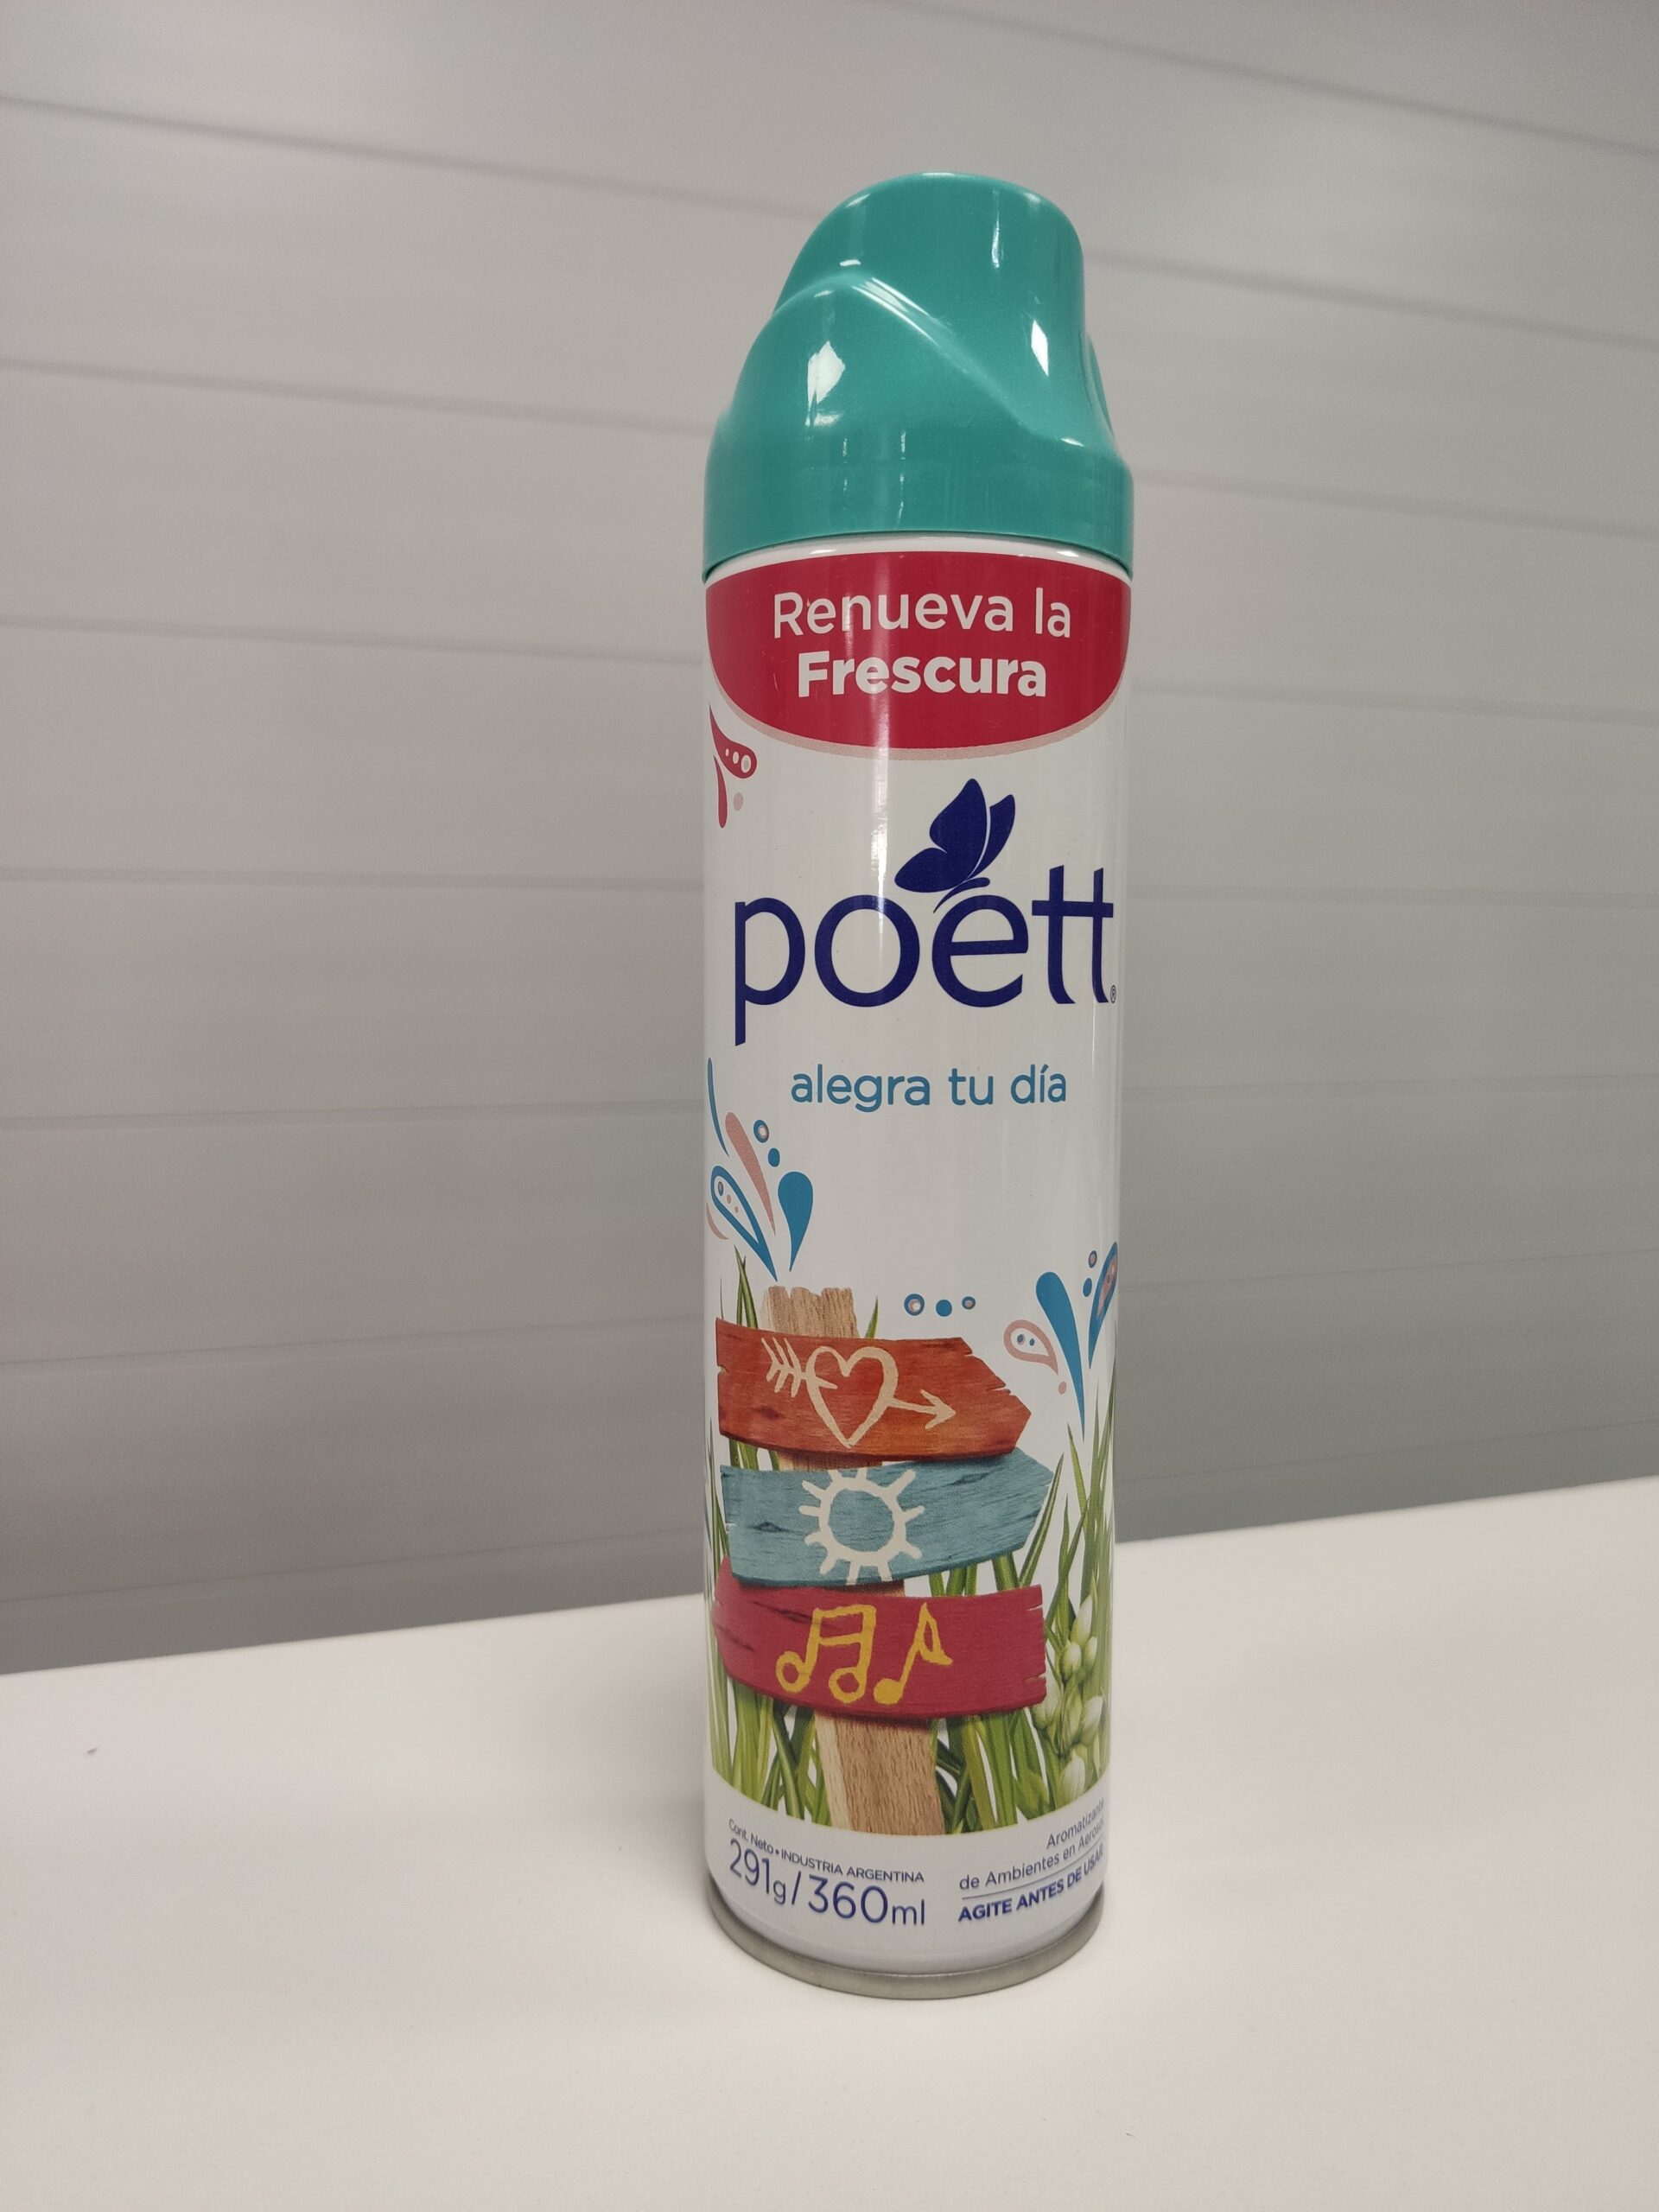 Renueva la
Frescura
poett®
alegra tu día
Cont. Neto • INDUSTRIA ARGENTINA
291g/360ml
Aromatizante
de Ambientes en Aerosol
AGITE ANTES DE USAR